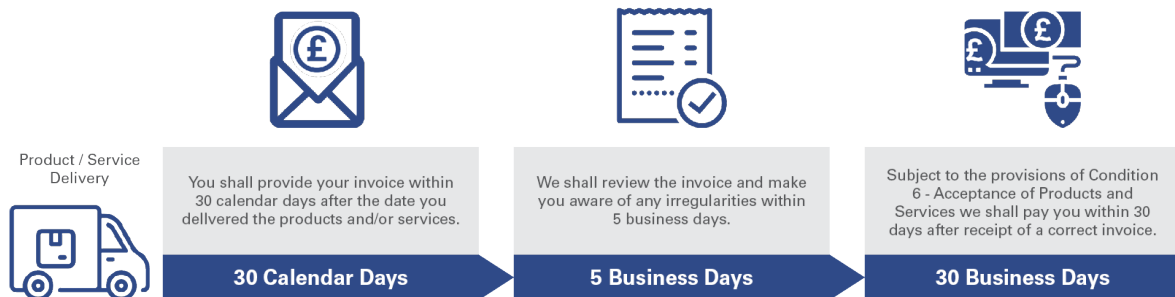 £
£
£
Product / Service
Delivery
You shall provide your invoice within
30 calendar days after the date you
dellvered the products and/or services.
We shall review the invoice and make
you aware of any irregularities within
5 business days.
Subject to the provisions of Condition
6 - Acceptance of Products and
Services we shall pay you within 30
days after receipt of a correct invoice.
30 Calendar Days
5 Business Days
30 Business Days